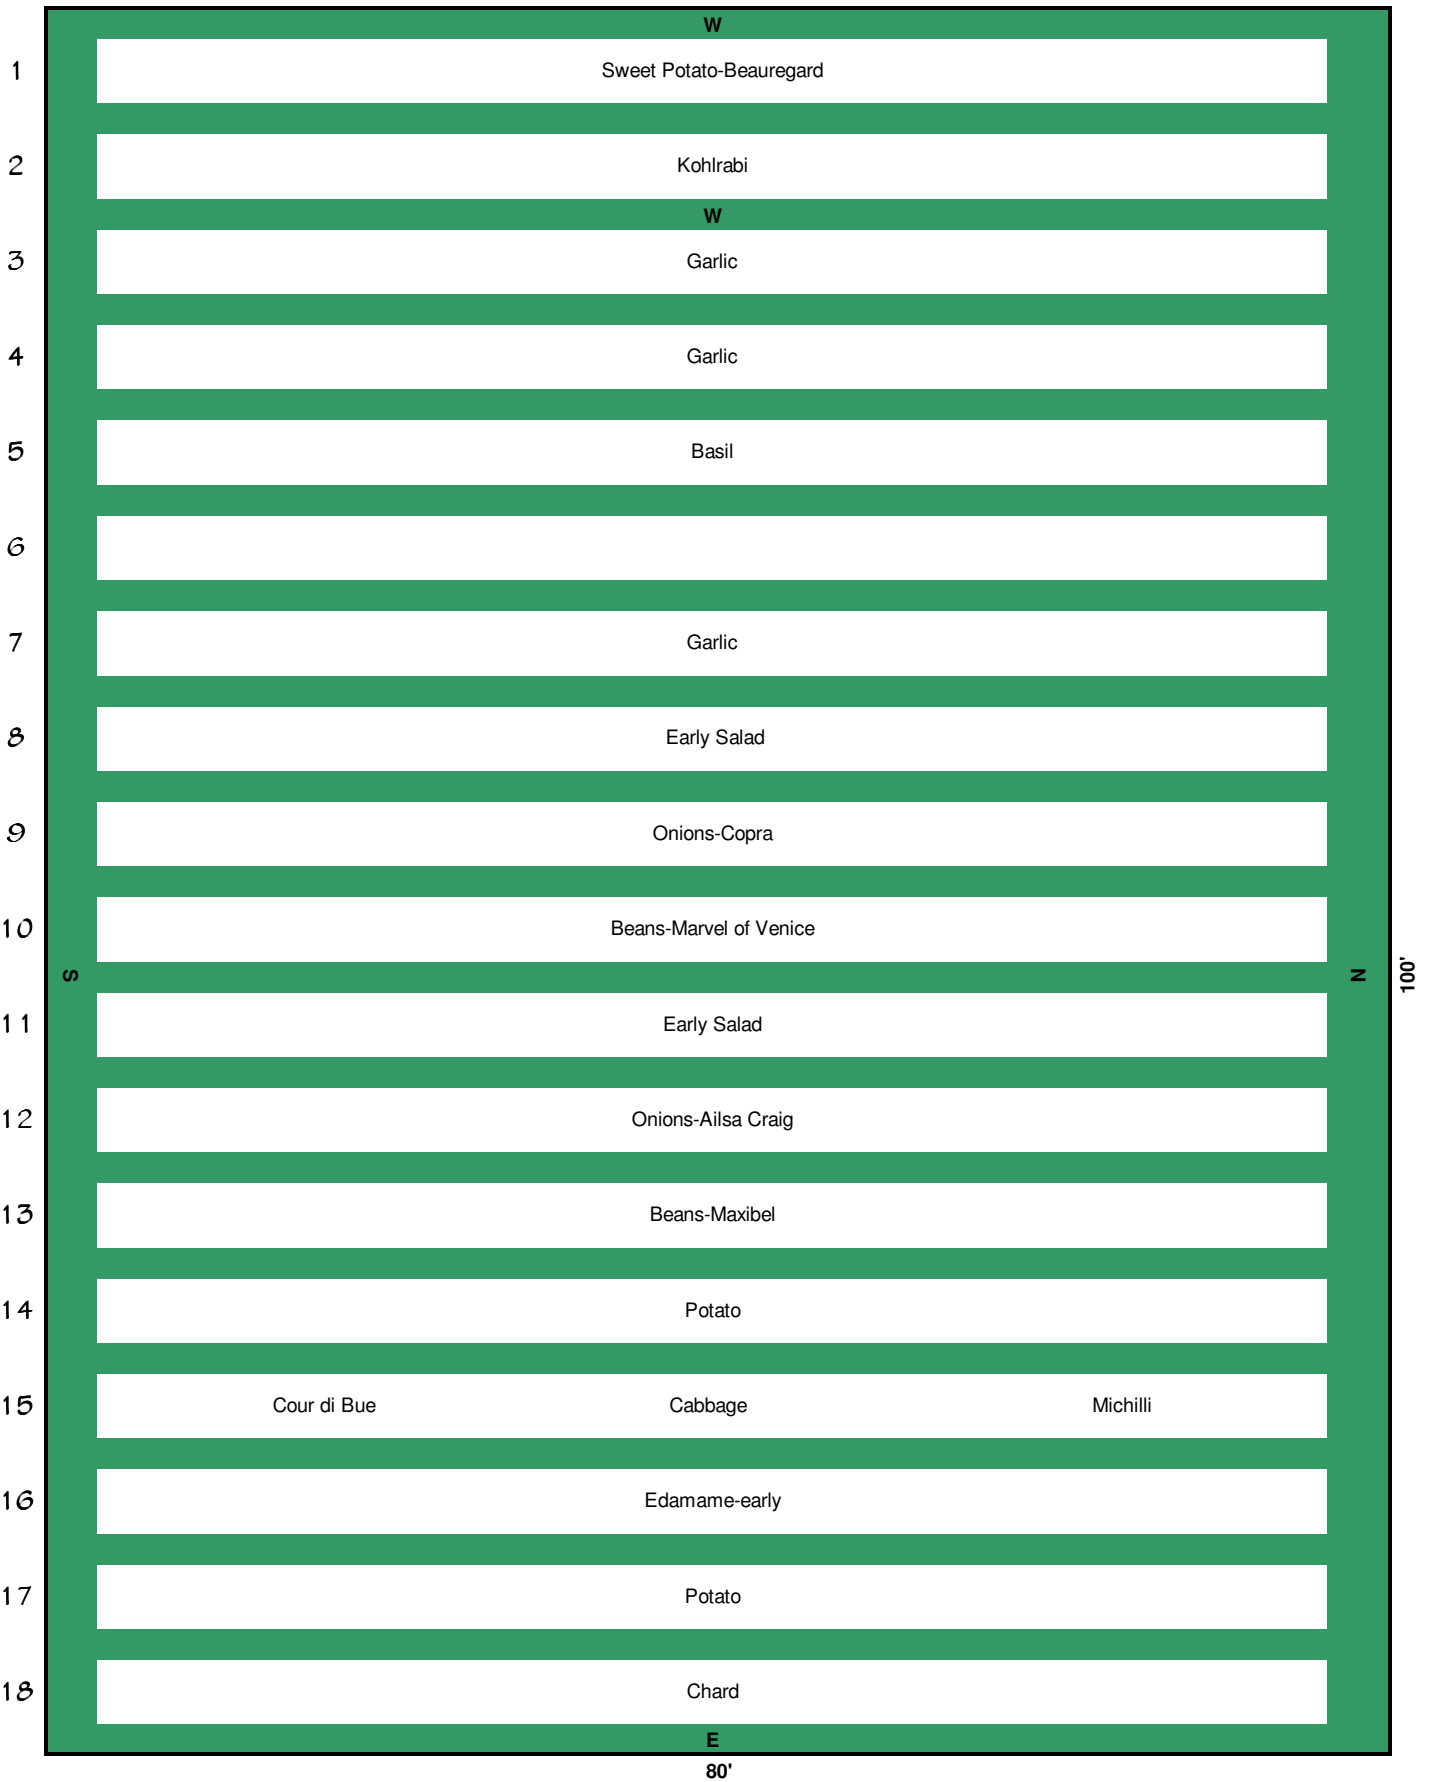 W
1 Sweet Potato-Beauregard
2 Kohlrabi
W
3 Garlic
4 Garlic
5 Basil
6
7 Garlic
8 Early Salad
9 Onions-Copra
10 Beans-Marvel of Venice
S N 100'
11 Early Salad
12 Onions-Ailsa Craig
13 Beans-Maxibel
14 Potato
15 Cour di Bue Cabbage Michilli
16 Edamame-early
17 Potato
18 Chard
E
80'